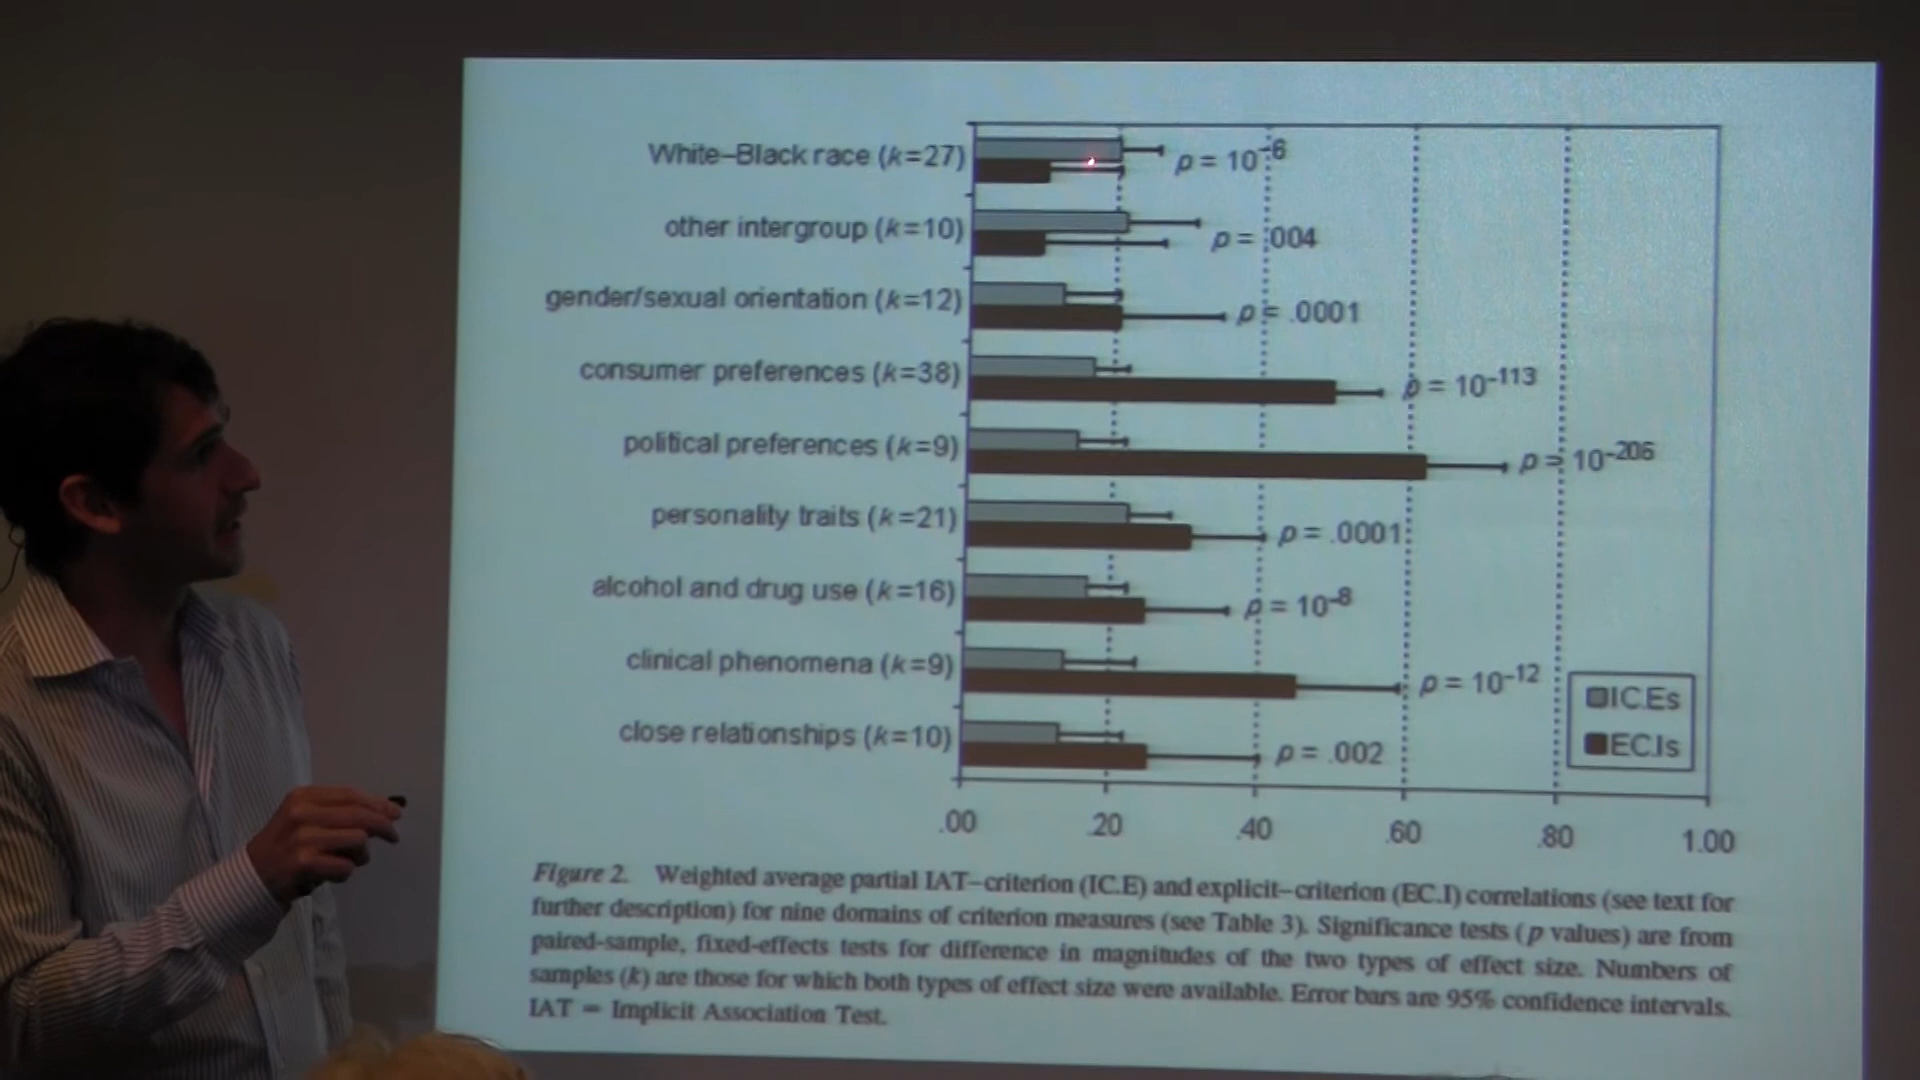 White–Black race (k=27)
p = 10⁻⁶
other intergroup (k=10)
p = .004
gender/sexual orientation (k=12)
p = .0001
consumer preferences (k=38)
p = 10⁻¹¹³
political preferences (k=9)
p = 10⁻²⁰⁶
personality traits (k=21)
p = .0001
alcohol and drug use (k=16)
p = 10⁻⁸
clinical phenomena (k=9)
p = 10⁻¹²
close relationships (k=10)
p = .002
IC.Es
EC.Is
.00 .20 .40 .60 .80 1.00
Figure 2. Weighted average partial IAT–criterion (IC.E) and explicit–criterion (EC.I) correlations (see text for
further description) for nine domains of criterion measures (see Table 3). Significance tests (p values) are from
paired-sample, fixed-effects tests for difference in magnitudes of the two types of effect size. Numbers of
samples (k) are those for which both types of effect size were available. Error bars are 95% confidence intervals.
IAT = Implicit Association Test.